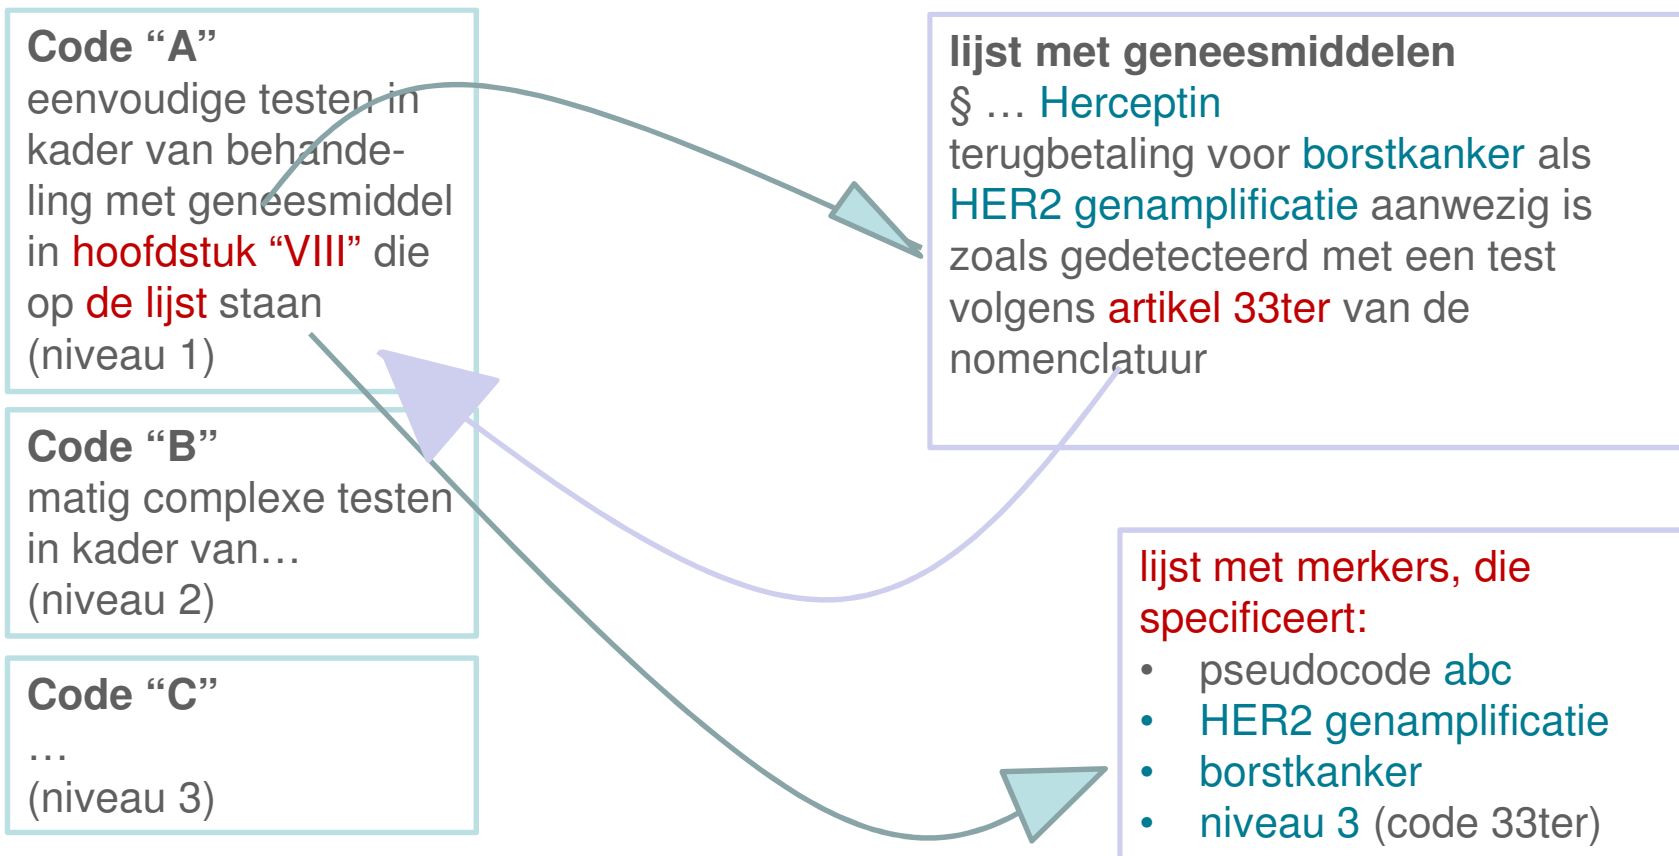 Code “A”
eenvoudige testen in
kader van behande-
ling met geneesmiddel
in hoofdstuk “VIII” die
op de lijst staan
(niveau 1)
Code “B”
matig complexe testen
in kader van…
(niveau 2)
Code “C”
…
(niveau 3)
lijst met geneesmiddelen
§ … Herceptin
terugbetaling voor borstkanker als
HER2 genamplificatie aanwezig is
zoals gedetecteerd met een test
volgens artikel 33ter van de
nomenclatuur
lijst met merkers, die
specificeert:
• pseudocode abc
• HER2 genamplificatie
• borstkanker
• niveau 3 (code 33ter)